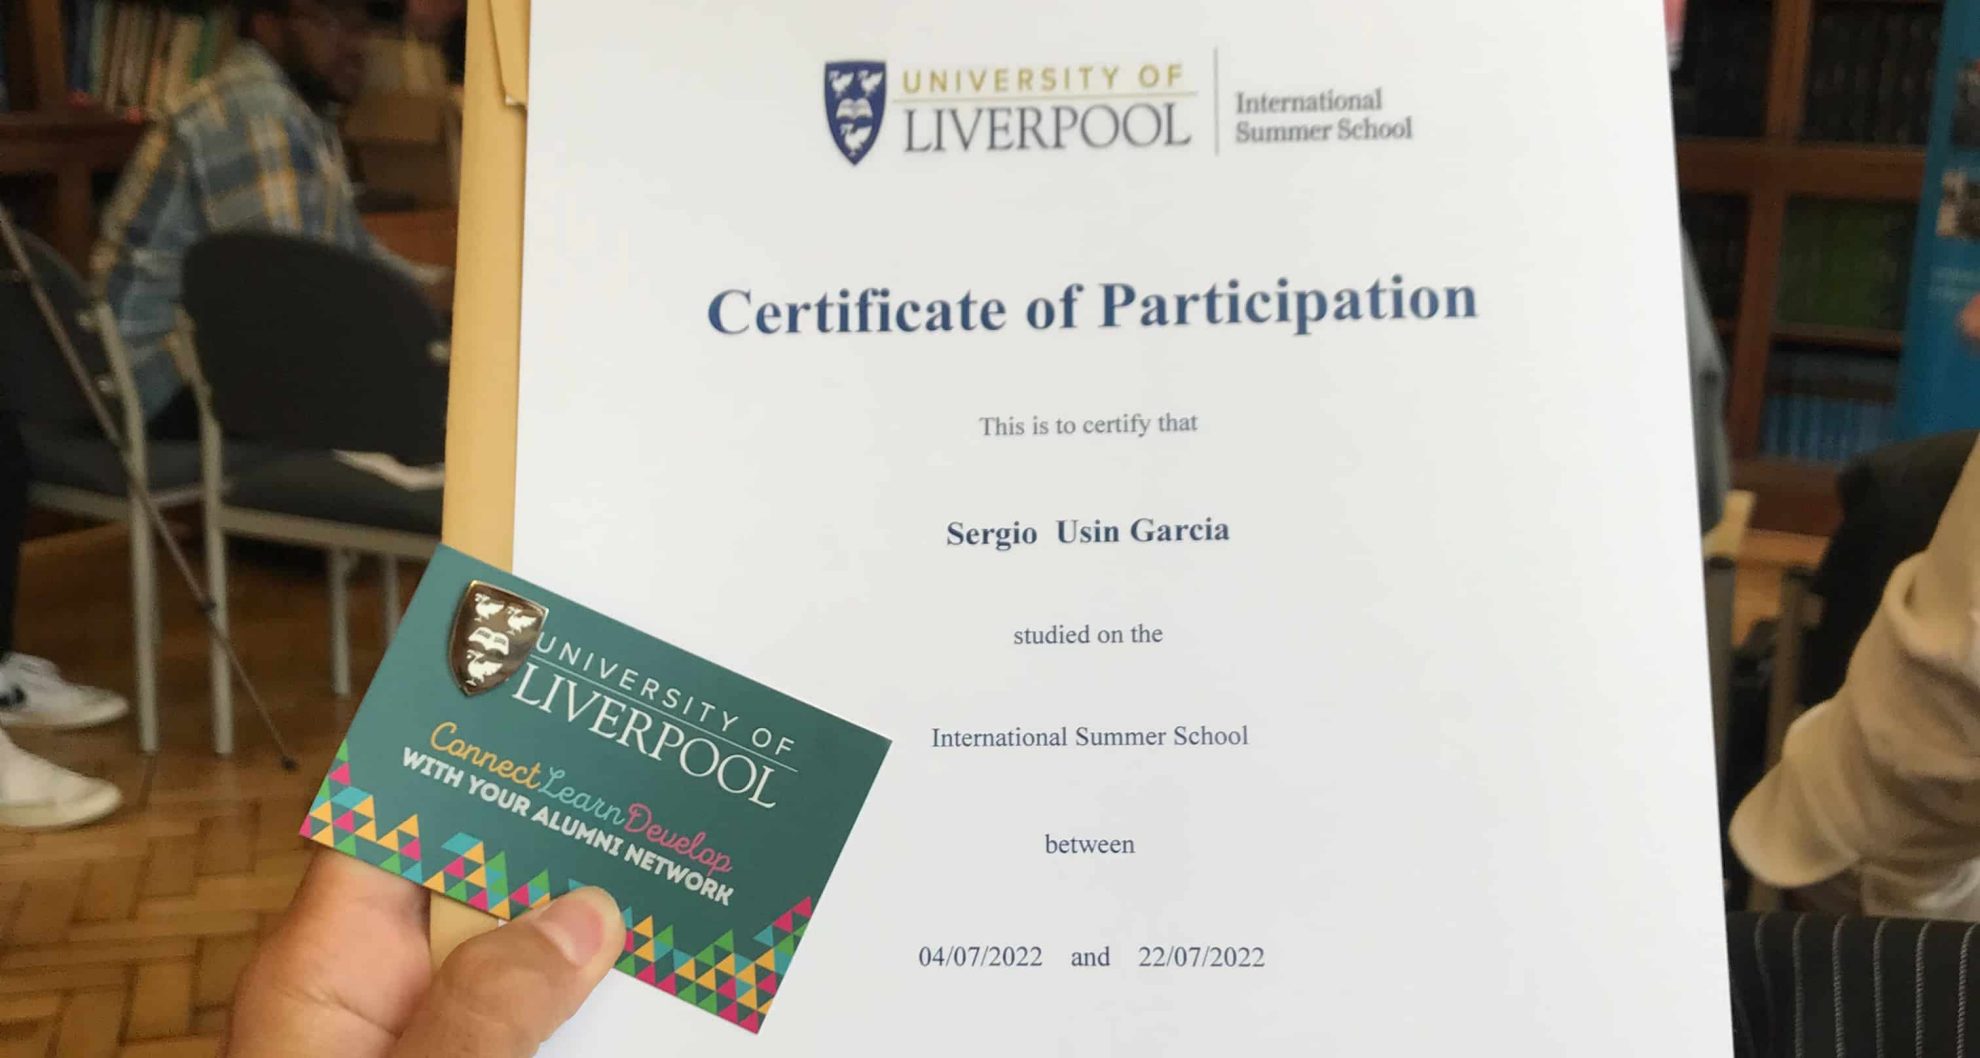 UNIVERSITY OF
LIVERPOOL
International
Summer School
Certificate of Participation
This is to certify that
Sergio Usin Garcia
studied on the
International Summer School
between
04/07/2022 and 22/07/2022
UNIVERSITY OF
LIVERPOOL
Connect Learn Develop
WITH YOUR ALUMNI NETWORK